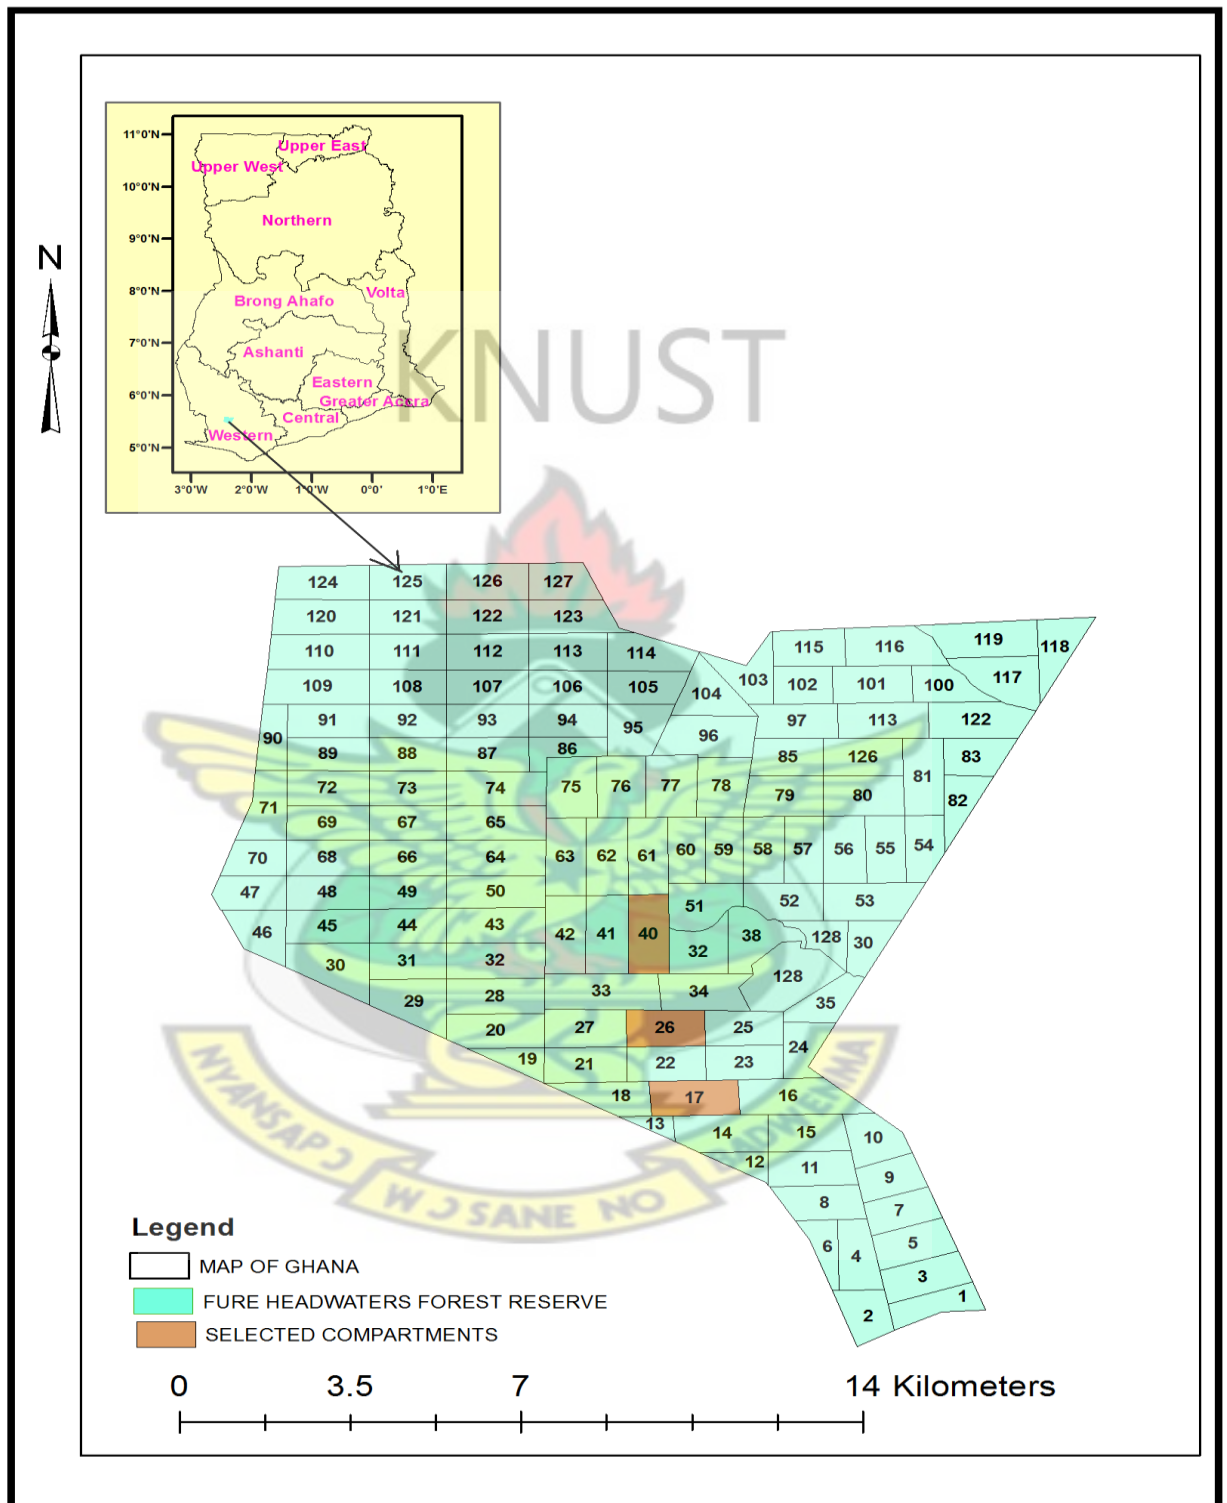 11°0'N
Upper East
Upper West
10°0'N
Northern
9°0'N
N
8°0'N
Volta
Brong Ahafo
7°0'N
Ashanti
KNUST
6°0'N
Eastern
Greater Accra
Central
Western
5°0'N
3°0'W 2°0'W 1°0'W 0°0' 1°0'E
124 125 126 127
120 121 122 123
110 111 112 113 114
115 116 119 118
109 108 107 106 105 104 103 102 101 100 117
91 92 93 94 95 96 97 113 122
90 89 88 87 86 85 126 81 83
72 73 74 75 76 77 78 79 80 82
71 69 67 65
70 68 66 64 63 62 61 60 59 58 57 56 55 54
47 48 49 50 51 52 53
46 45 44 43 42 41 40 32 38 128 30
30 31 32 33 34 128
29 28 35
20 27 26 25 24
19 21 22 23
18 17 16
13 14 15 10
12 11 9
8 7
6 4 5
3
2 1
NYANSAPƆ WƆSANE NO BADWENMA
Legend
MAP OF GHANA
FURE HEADWATERS FOREST RESERVE
SELECTED COMPARTMENTS
0 3.5 7 14 Kilometers